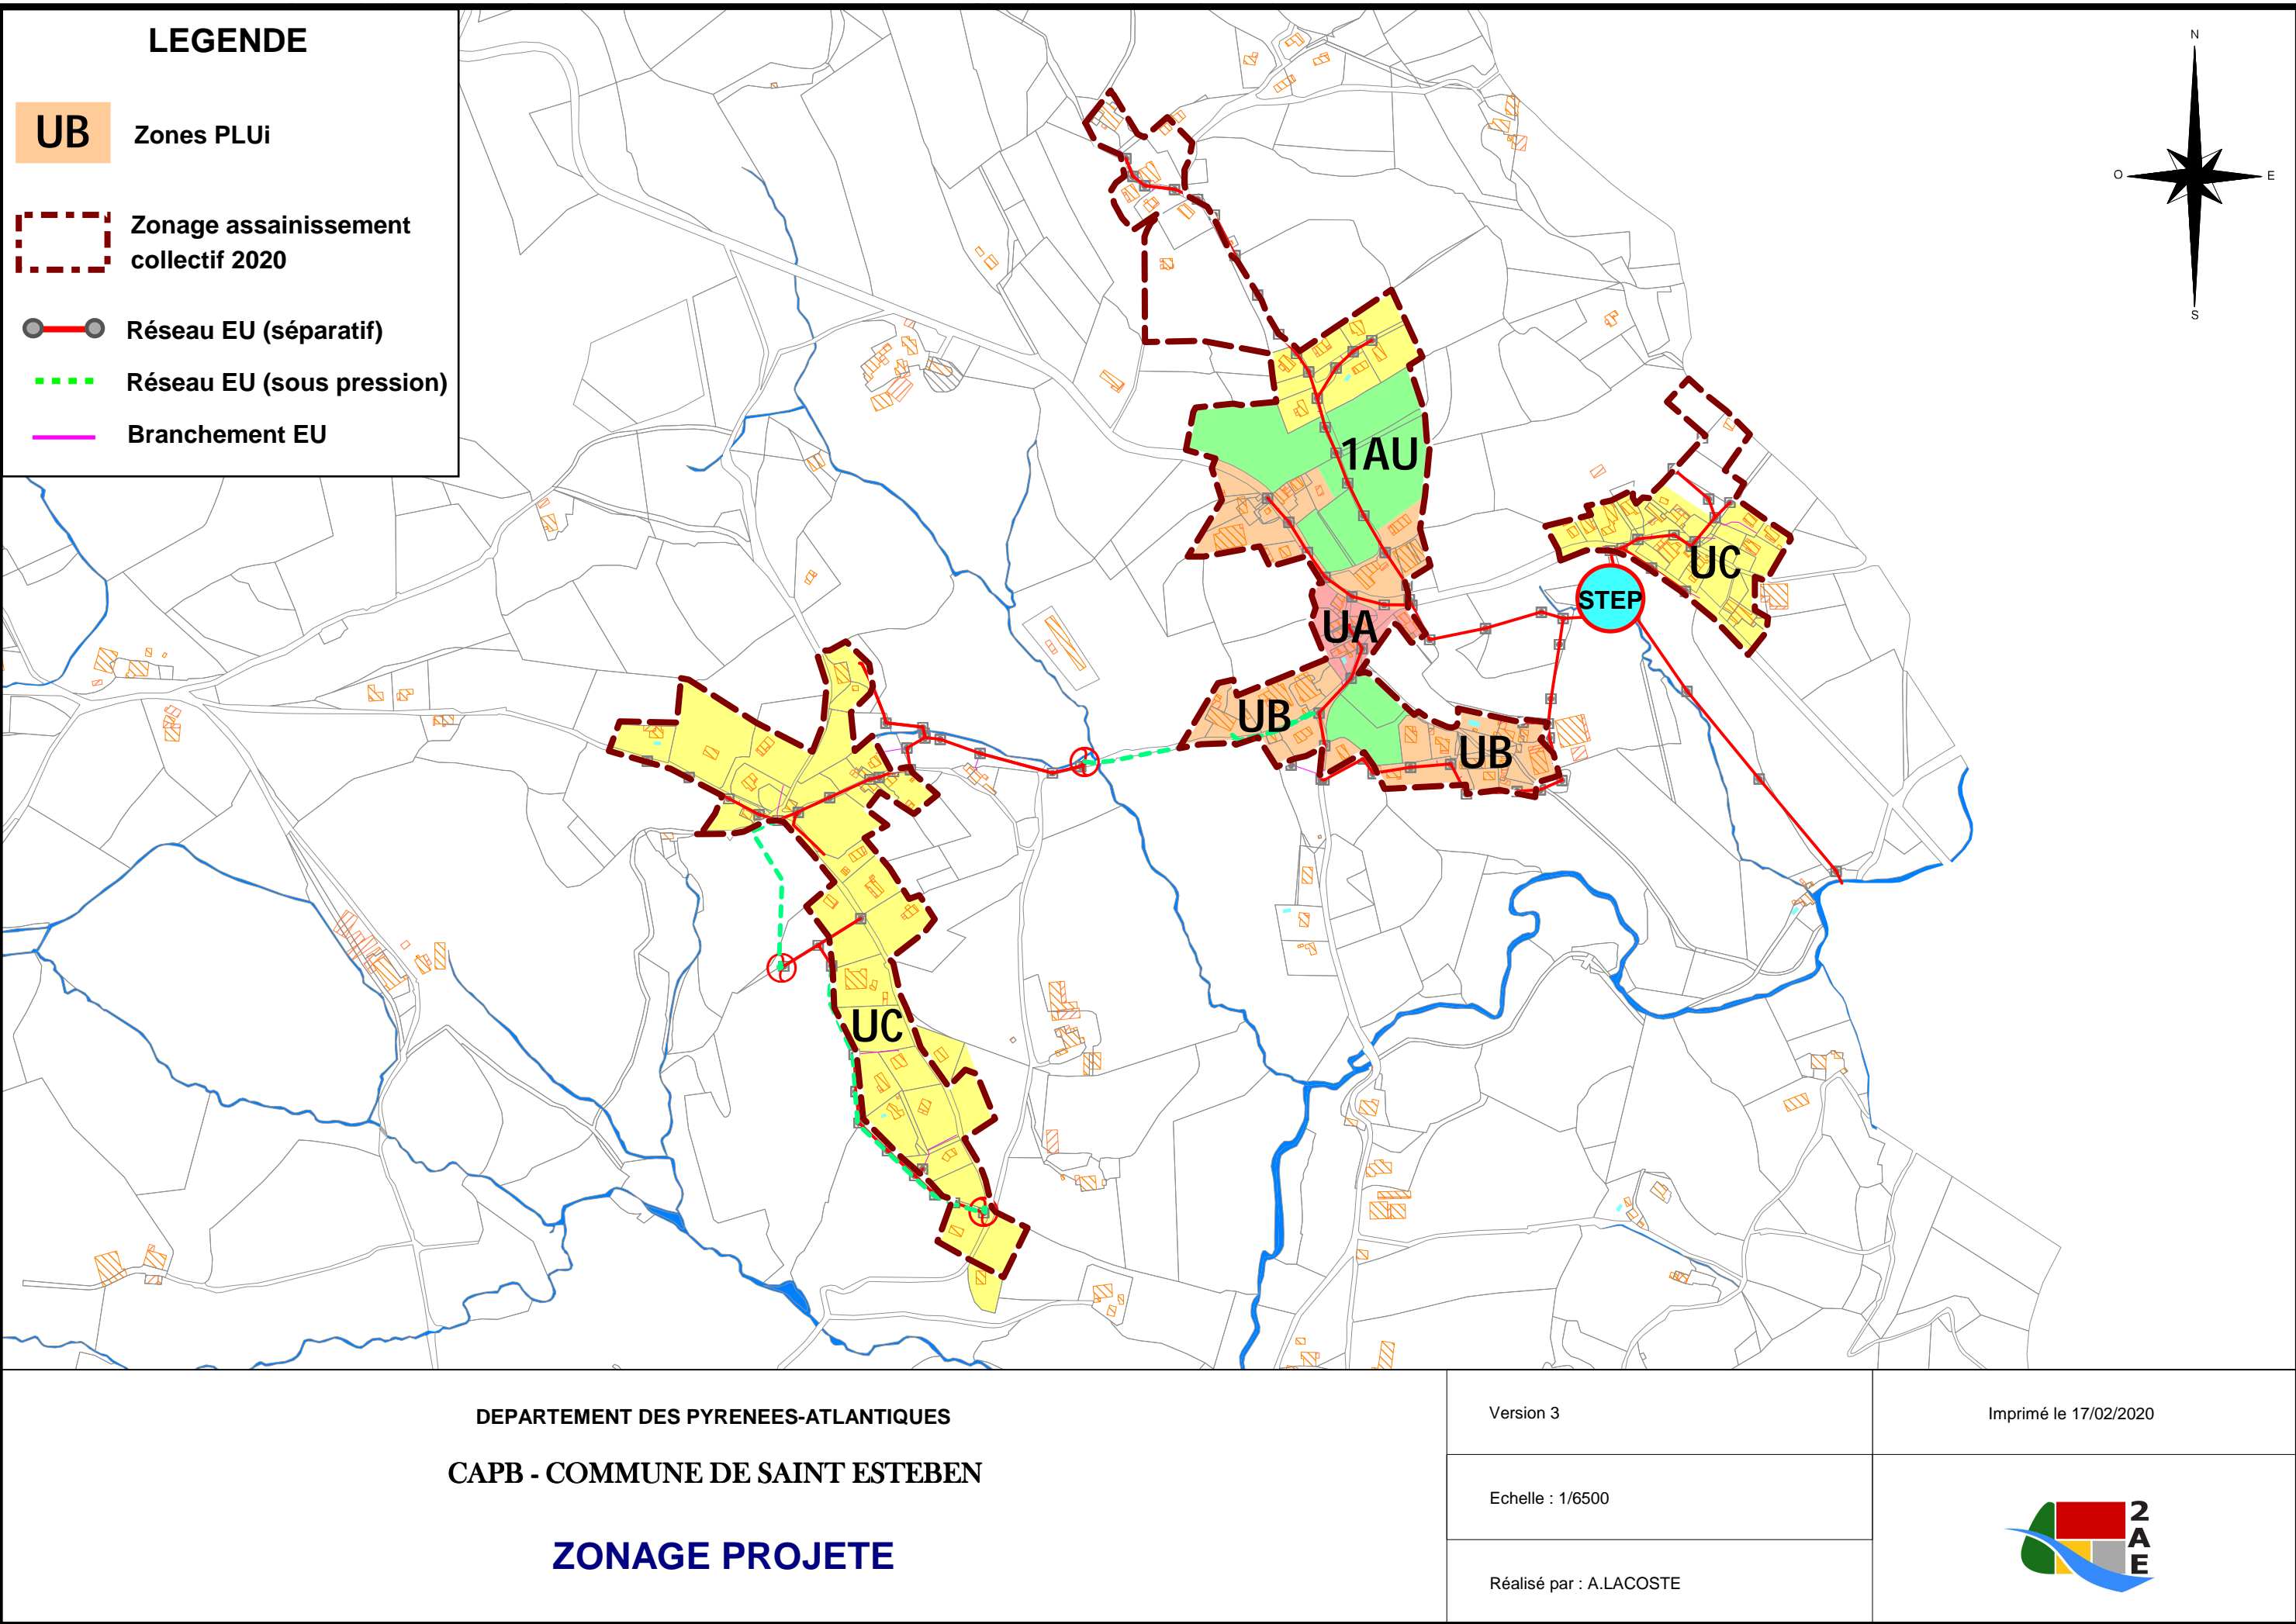 LEGENDE
UB
Zones PLUi
Zonage assainissement
collectif 2020
Réseau EU (séparatif)
Réseau EU (sous pression)
Branchement EU
N
O
E
S
1AU
UC
STEP
UA
UB
UB
UC
DEPARTEMENT DES PYRENEES-ATLANTIQUES
CAPB - COMMUNE DE SAINT ESTEBEN
ZONAGE PROJETE
Version 3
Imprimé le 17/02/2020
Echelle : 1/6500
Réalisé par : A.LACOSTE
2
A
E